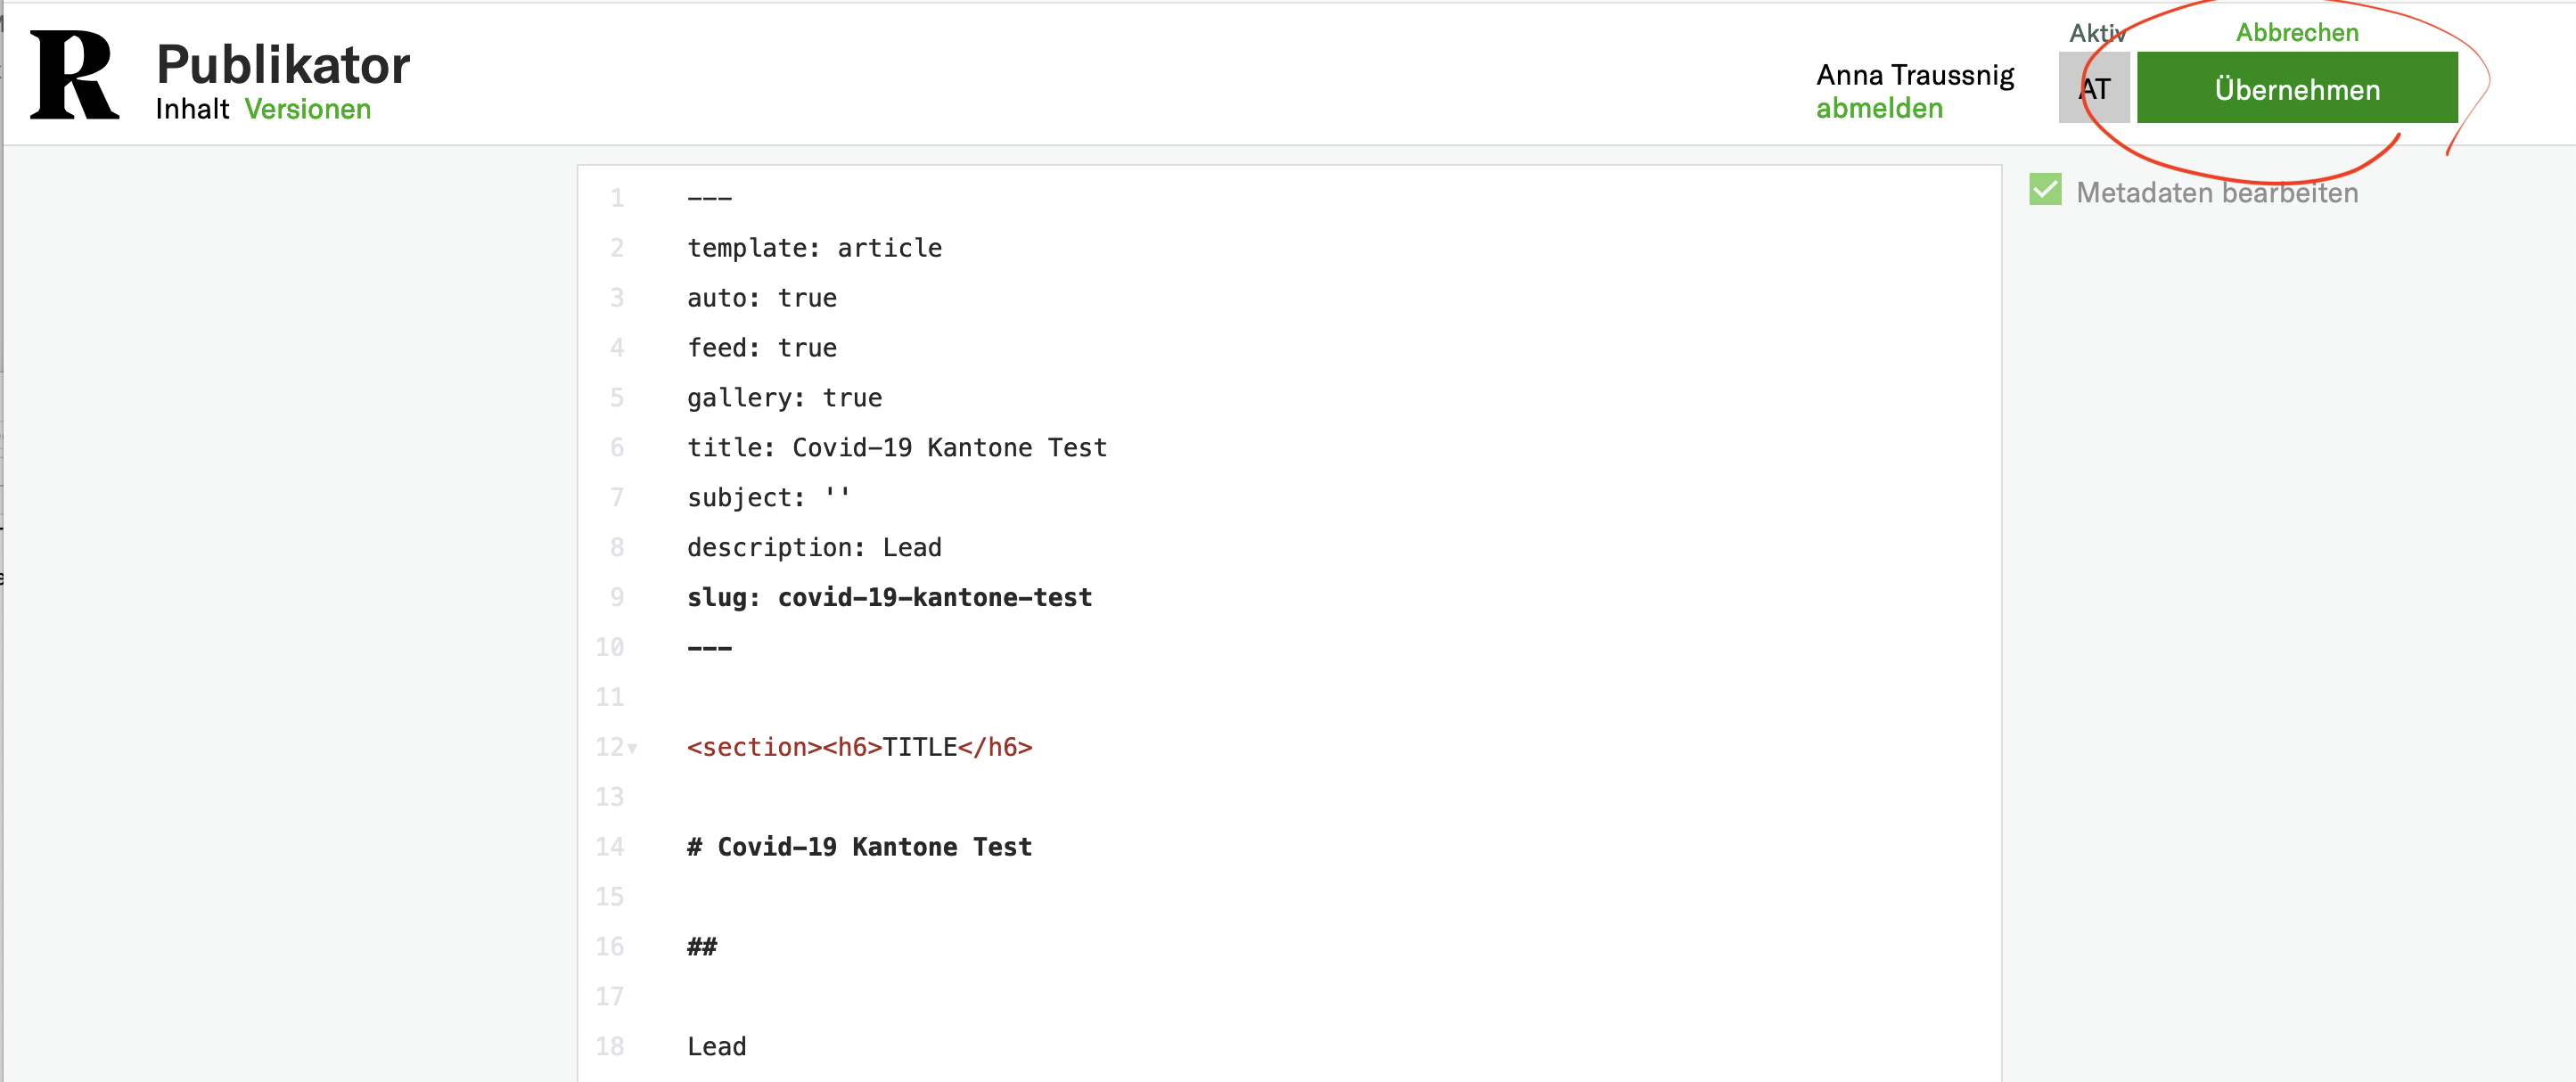 R
Publikator
Inhalt Versionen
Anna Traussnig
abmelden
Aktiv
AT
Abbrechen
Übernehmen
Metadaten bearbeiten
1 ---
2 template: article
3 auto: true
4 feed: true
5 gallery: true
6 title: Covid-19 Kantone Test
7 subject: ''
8 description: Lead
9 slug: covid-19-kantone-test
10 ---
11
12 <section><h6>TITLE</h6>
13
14 # Covid-19 Kantone Test
15
16 ##
17
18 Lead